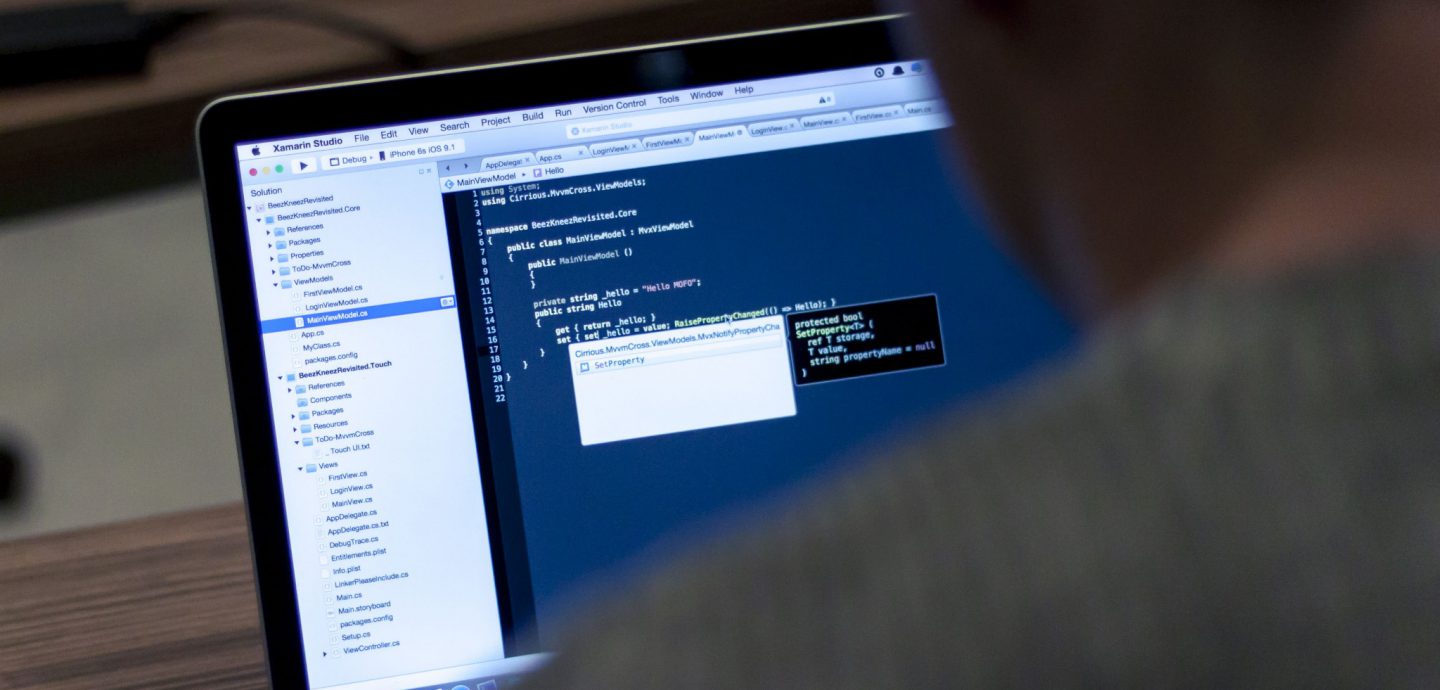 Xamarin Studio File Edit View Search Project Build Run Version Control Tools Window Help
Debug iPhone 6s iOS 9.1
Xamarin Studio
AppDelegat App.cs LoginViewM FirstViewMo MainViewM LoginView.c MainView.c FirstView.cs Main.cs
Solution
MainViewModel Hello
BeezKneezRevisited
BeezKneezRevisited.Core
References
Packages
Properties
ToDo-MvvmCross
ViewModels
FirstViewModel.cs
LoginViewModel.cs
MainViewModel.cs
App.cs
MyClass.cs
packages.config
BeezKneezRevisited.Touch
References
Components
Packages
Resources
ToDo-MvvmCross
_ Touch UI.txt
Views
FirstView.cs
LoginView.cs
MainView.cs
AppDelegate.cs
AppDelegate.cs.txt
DebugTrace.cs
Entitlements.plist
Info.plist
LinkerPleaseInclude.cs
Main.cs
Main.storyboard
packages.config
Setup.cs
ViewController.cs
1 using System;
2 using Cirrious.MvvmCross.ViewModels;
3
4
5 namespace BeezKneezRevisited.Core
6 {
7 public class MainViewModel : MvxViewModel
8 {
9 public MainViewModel ()
10 {
11 }
12
13 private string _hello = "Hello MOFO";
14 public string Hello
15 {
16 get { return _hello; }
17 set { set _hello = value; RaisePropertyChanged(() => Hello); }
18 }
19 }
20 }
21
22
Cirrious.MvvmCross.ViewModels.MvxNotifyPropertyCha
M SetProperty
protected bool
SetProperty<T> (
ref T storage,
T value,
string propertyName = null
)